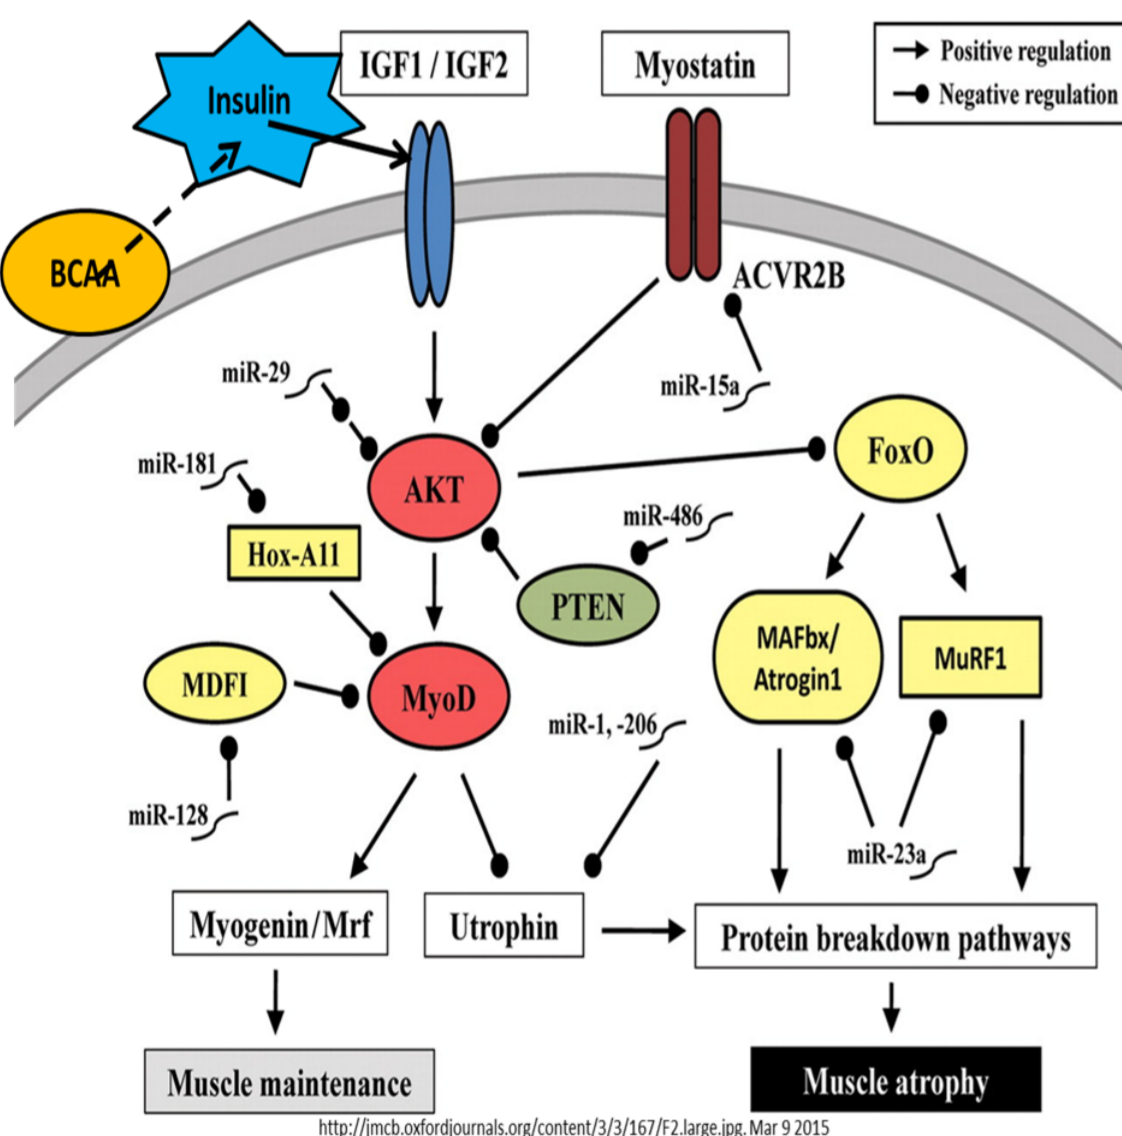 Insulin
IGF1 / IGF2
Myostatin
Positive regulation
Negative regulation
BCAA
ACVR2B
miR-29
miR-15a
miR-181
AKT
FoxO
miR-486
Hox-A11
PTEN
MAFbx/
Atrogin1
MuRF1
MDFI
MyoD
miR-1, -206
miR-128
miR-23a
Myogenin/Mrf
Utrophin
Protein breakdown pathways
Muscle maintenance
Muscle atrophy
http://jmcb.oxfordjournals.org/content/3/3/167/F2.large.jpg. Mar 9 2015